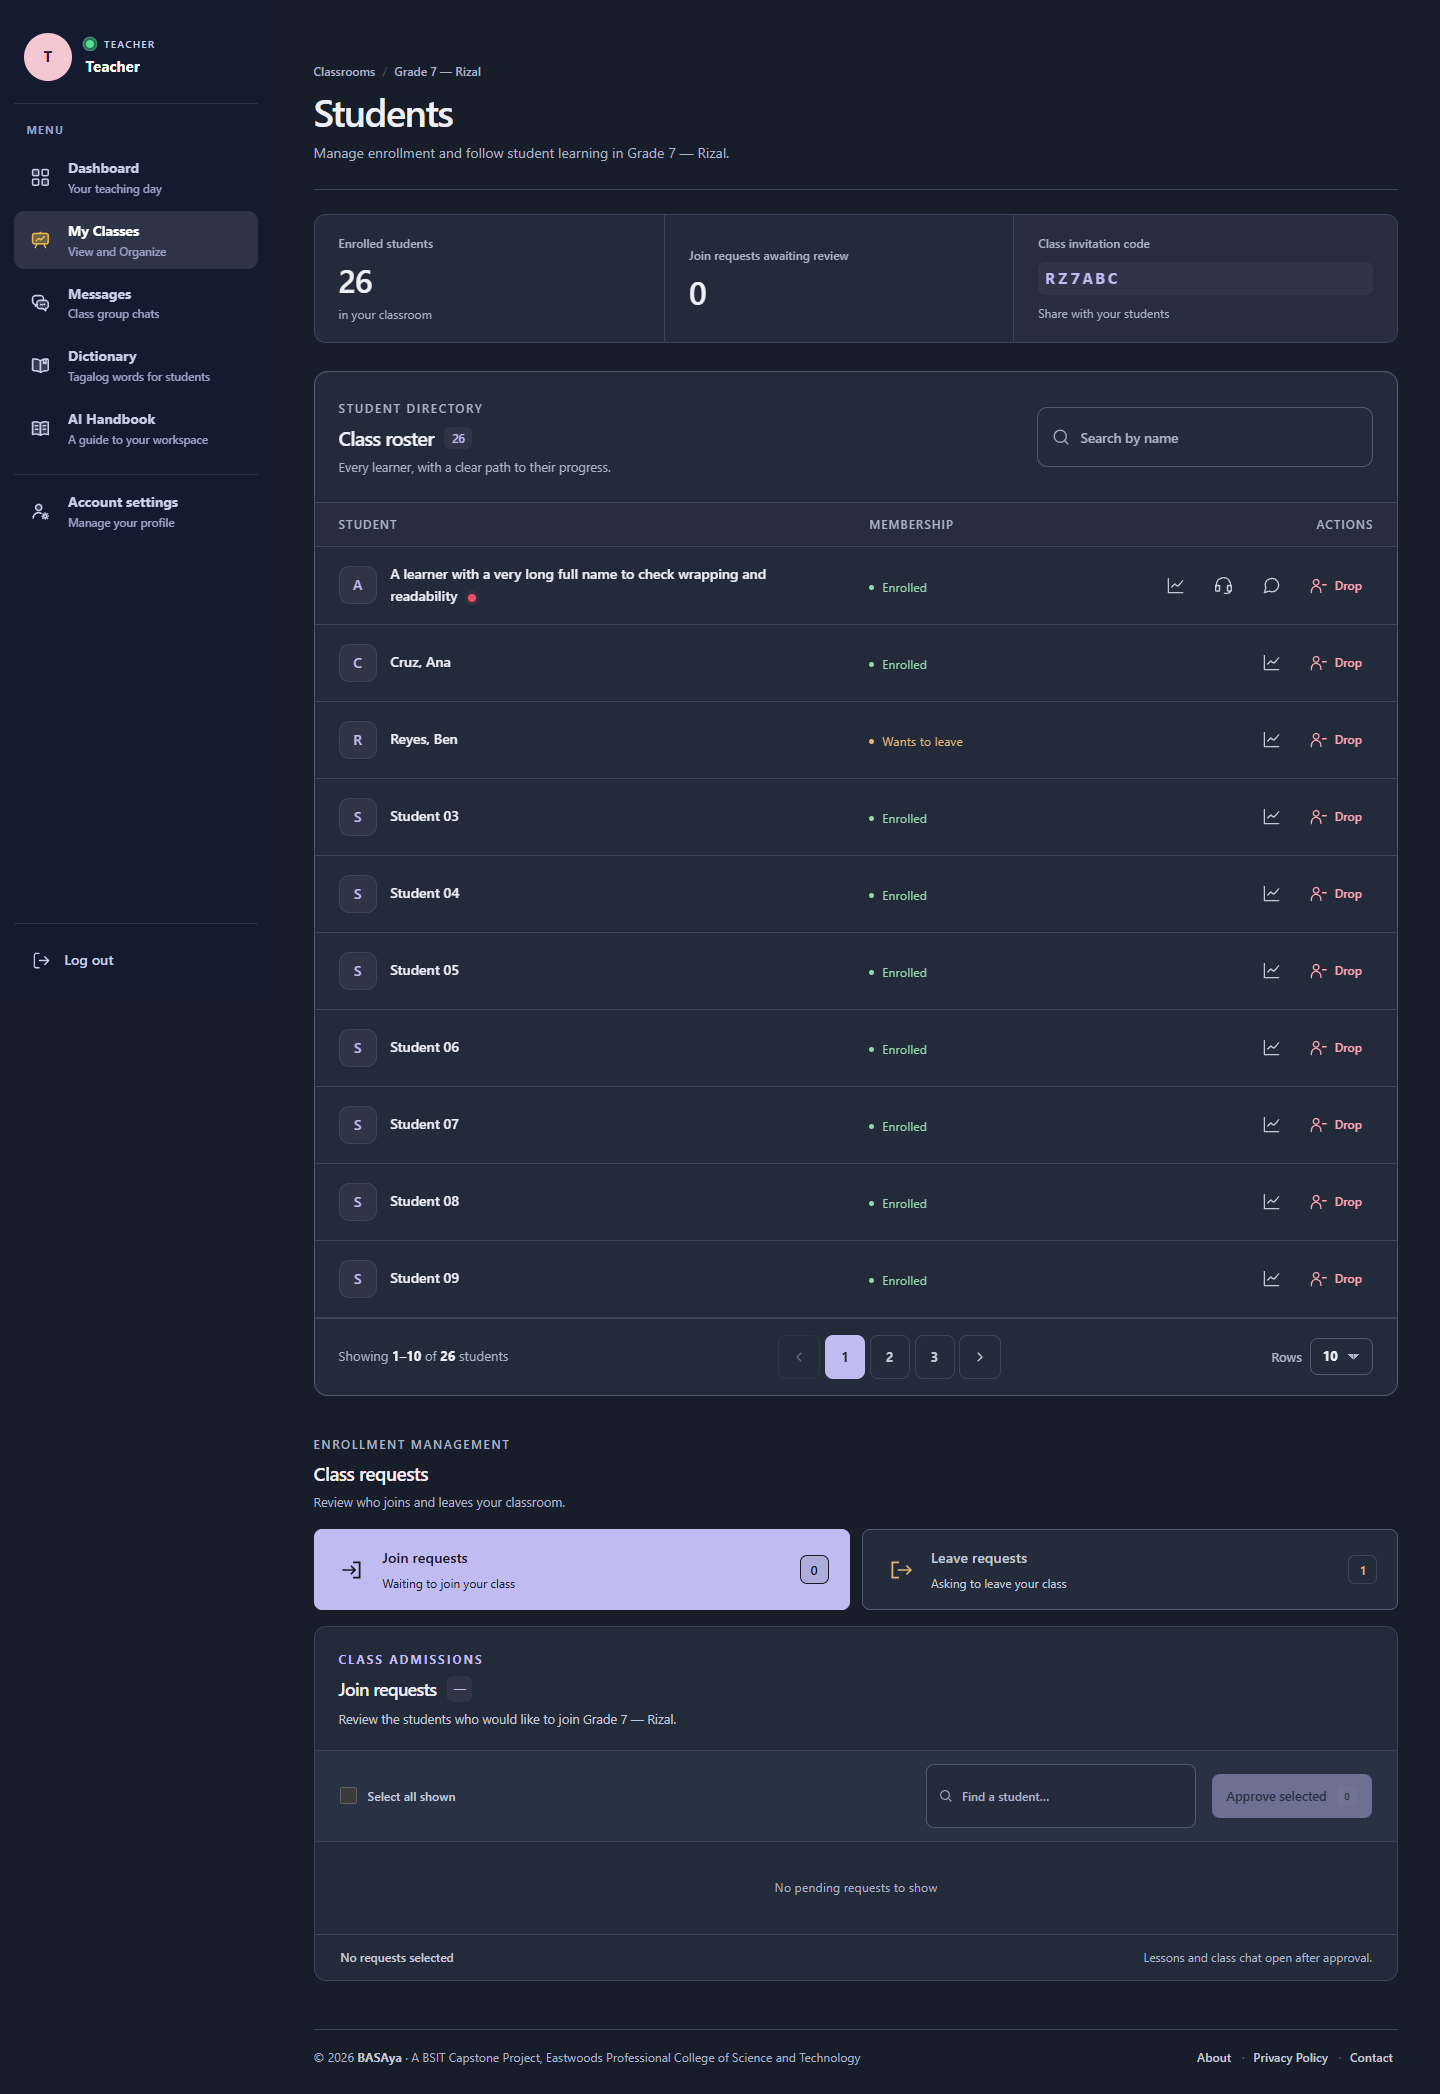 T
TEACHER
Teacher
MENU
Dashboard
Your teaching day
My Classes
View and Organize
Messages
Class group chats
Dictionary
Tagalog words for students
AI Handbook
A guide to your workspace
Account settings
Manage your profile
Log out
Classrooms / Grade 7 — Rizal
Students
Manage enrollment and follow student learning in Grade 7 — Rizal.
Enrolled students
26
in your classroom
Join requests awaiting review
0
Class invitation code
RZ7ABC
Share with your students
STUDENT DIRECTORY
Class roster 26
Every learner, with a clear path to their progress.
Search by name
STUDENT MEMBERSHIP ACTIONS
A A learner with a very long full name to check wrapping and
readability Enrolled Drop
C Cruz, Ana Enrolled Drop
R Reyes, Ben Wants to leave Drop
S Student 03 Enrolled Drop
S Student 04 Enrolled Drop
S Student 05 Enrolled Drop
S Student 06 Enrolled Drop
S Student 07 Enrolled Drop
S Student 08 Enrolled Drop
S Student 09 Enrolled Drop
Showing 1–10 of 26 students 1 2 3 Rows 10
ENROLLMENT MANAGEMENT
Class requests
Review who joins and leaves your classroom.
Join requests
Waiting to join your class
0
Leave requests
Asking to leave your class
1
CLASS ADMISSIONS
Join requests —
Review the students who would like to join Grade 7 — Rizal.
Select all shown Find a student... Approve selected 0
No pending requests to show
No requests selected Lessons and class chat open after approval.
© 2026 BASAya · A BSIT Capstone Project, Eastwoods Professional College of Science and Technology About · Privacy Policy · Contact